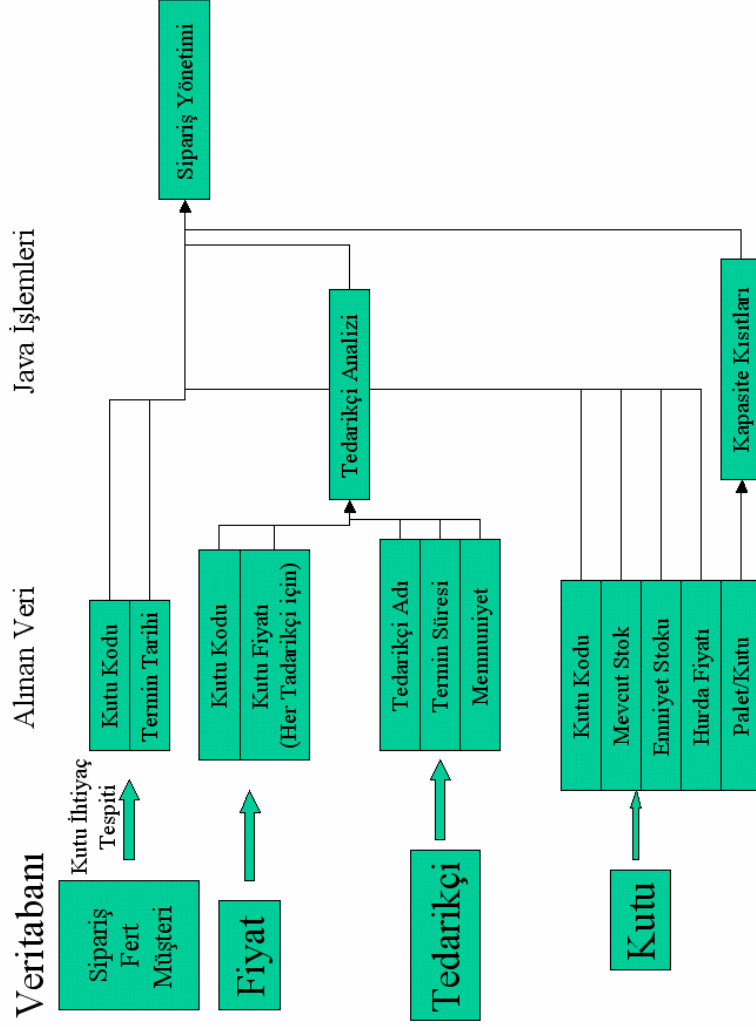 Veritabanı
Alınan Veri
Java İşlemleri
Sipariş
Fert
Müşteri
Kutu İhtiyaç
Tespiti
Kutu Kodu
Termin Tarihi
Sipariş Yönetimi
Fiyat
Kutu Kodu
Kutu Fiyatı
(Her Tadarikçi için)
Tedarikçi Analizi
Tedarikçi
Tedarikçi Adı
Termin Süresi
Memnuniyet
Kutu
Kutu Kodu
Mevcut Stok
Emniyet Stoku
Hurda Fiyatı
Palet/Kutu
Kapasite Kısıtları